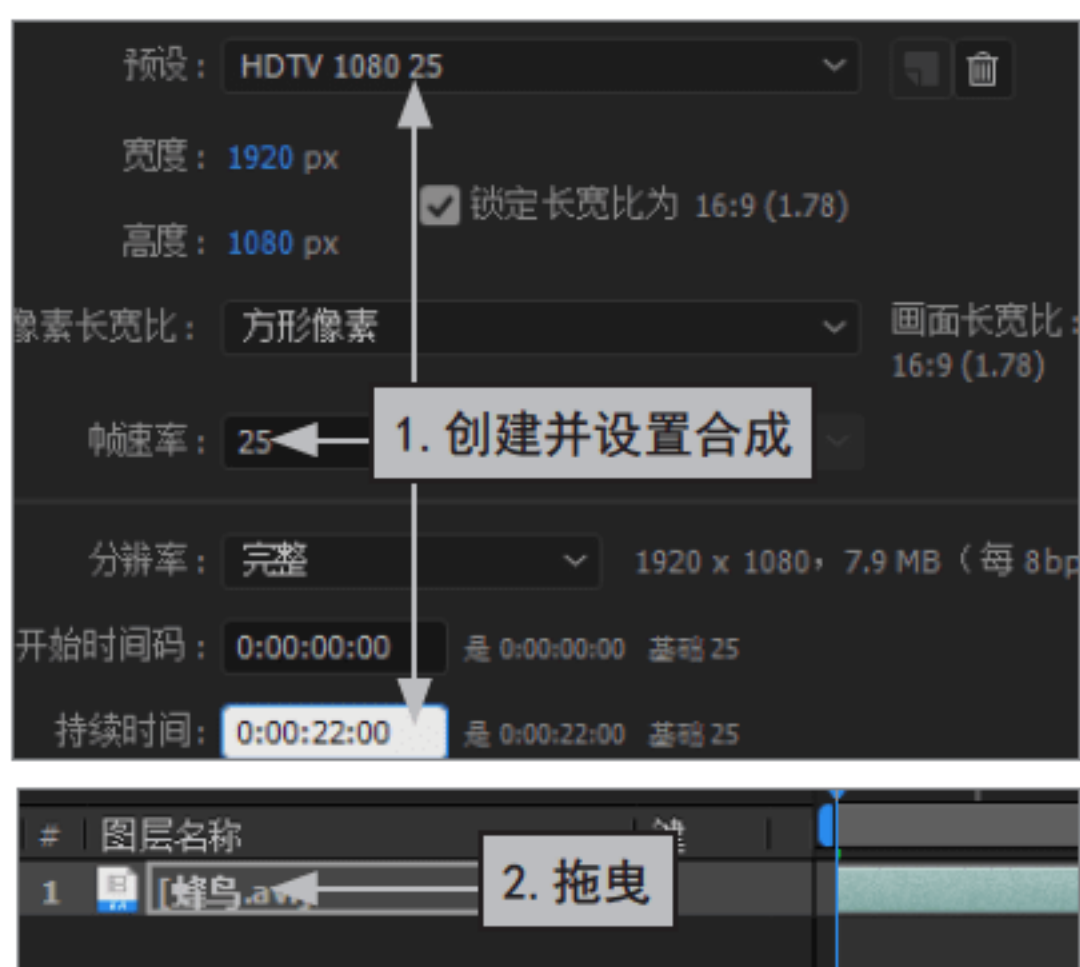 预设： HDTV 1080 25
宽度： 1920 px
锁定长宽比为 16:9 (1.78)
高度： 1080 px
像素长宽比： 方形像素 画面长宽比：
16:9 (1.78)
帧速率： 25
1. 创建并设置合成
分辨率： 完整 1920 x 1080，7.9 MB（每 8bp
开始时间码： 0:00:00:00 是 0:00:00:00 基础 25
持续时间： 0:00:22:00 是 0:00:22:00 基础 25
# 图层名称
1 [蜂鸟.avi]
2. 拖曳